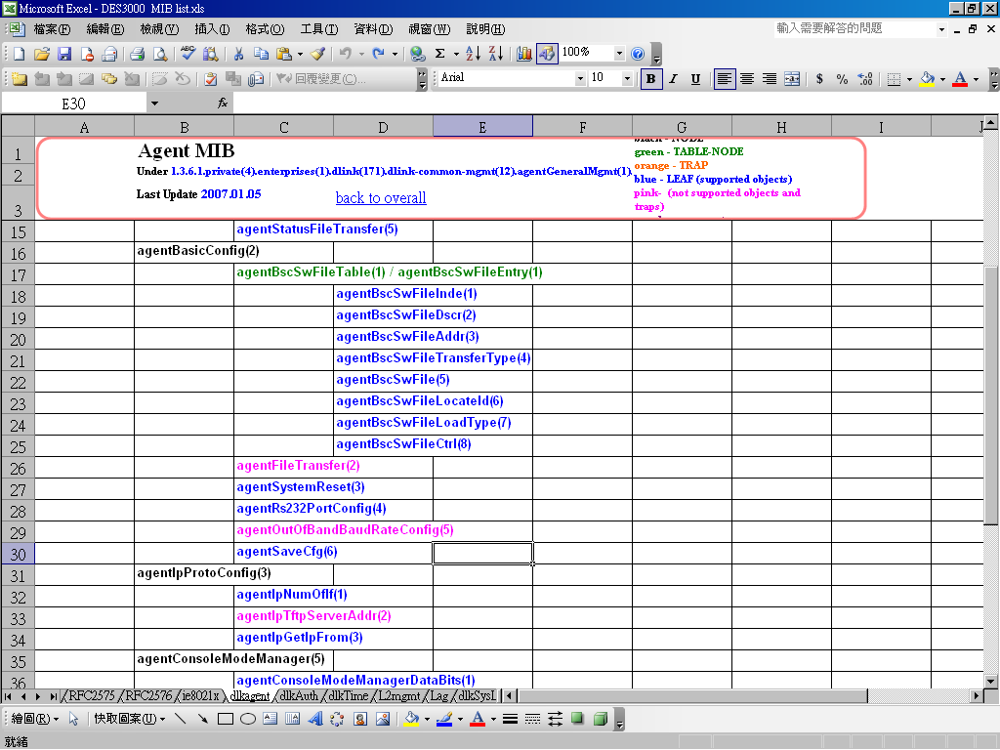 Microsoft Excel - DES3000 MIB list.xls
檔案(F) 編輯(E) 檢視(V) 插入(I) 格式(O) 工具(T) 資料(D) 視窗(W) 說明(H) 輸入需要解答的問題
100%
回覆變更(C)... Arial 10 B I U $ %
E30 fx
A B C D E F G H I J
1 Agent MIB black - NODE
green - TABLE-NODE
2 Under 1.3.6.1.private(4).enterprises(1).dlink(171).dlink-common-mgmt(12).agentGeneralMgmt(1). orange - TRAP
blue - LEAF (supported objects)
3 Last Update 2007.01.05 back to overall pink- (not supported objects and
traps)
15 agentStatusFileTransfer(5)
16 agentBasicConfig(2)
17 agentBscSwFileTable(1) / agentBscSwFileEntry(1)
18 agentBscSwFileInde(1)
19 agentBscSwFileDscr(2)
20 agentBscSwFileAddr(3)
21 agentBscSwFileTransferType(4)
22 agentBscSwFile(5)
23 agentBscSwFileLocateId(6)
24 agentBscSwFileLoadType(7)
25 agentBscSwFileCtrl(8)
26 agentFileTransfer(2)
27 agentSystemReset(3)
28 agentRs232PortConfig(4)
29 agentOutOfBandBaudRateConfig(5)
30 agentSaveCfg(6)
31 agentIpProtoConfig(3)
32 agentIpNumOfIf(1)
33 agentIpTftpServerAddr(2)
34 agentIpGetIpFrom(3)
35 agentConsoleModeManager(5)
36 agentConsoleModeManagerDataBits(1)
RFC2575 RFC2576 ie8021x dlkagent dlkAuth dlkTime L2mgmt Lag dlkSysL
繪圖(R) 快取圖案(U)
就緒